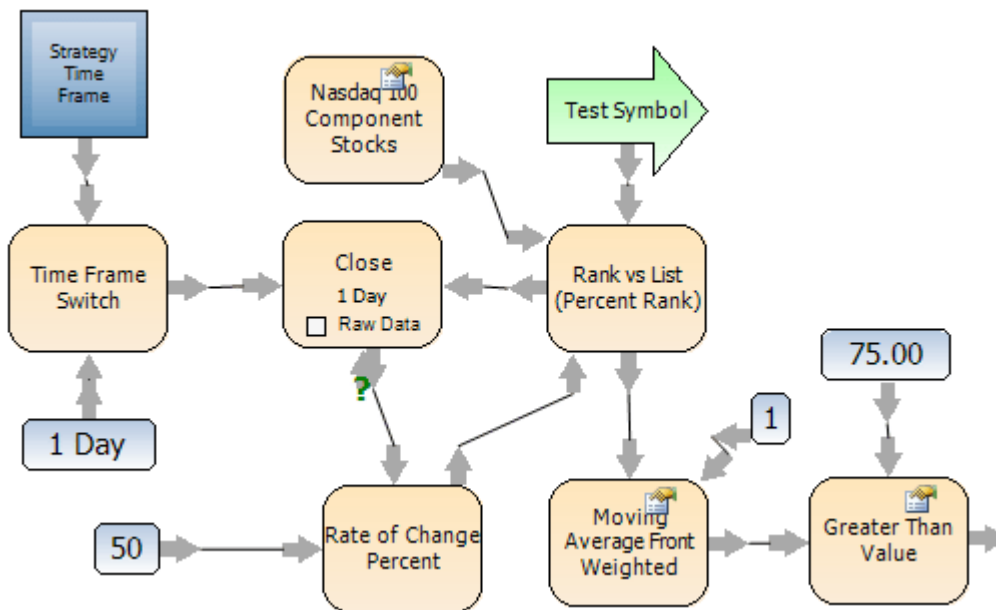 Strategy
Time
Frame
Nasdaq 100
Component
Stocks
Test Symbol
Time Frame
Switch
Close
1 Day
Raw Data
Rank vs List
(Percent Rank)
75.00
?
1 Day
1
50
Rate of Change
Percent
Moving
Average Front
Weighted
Greater Than
Value